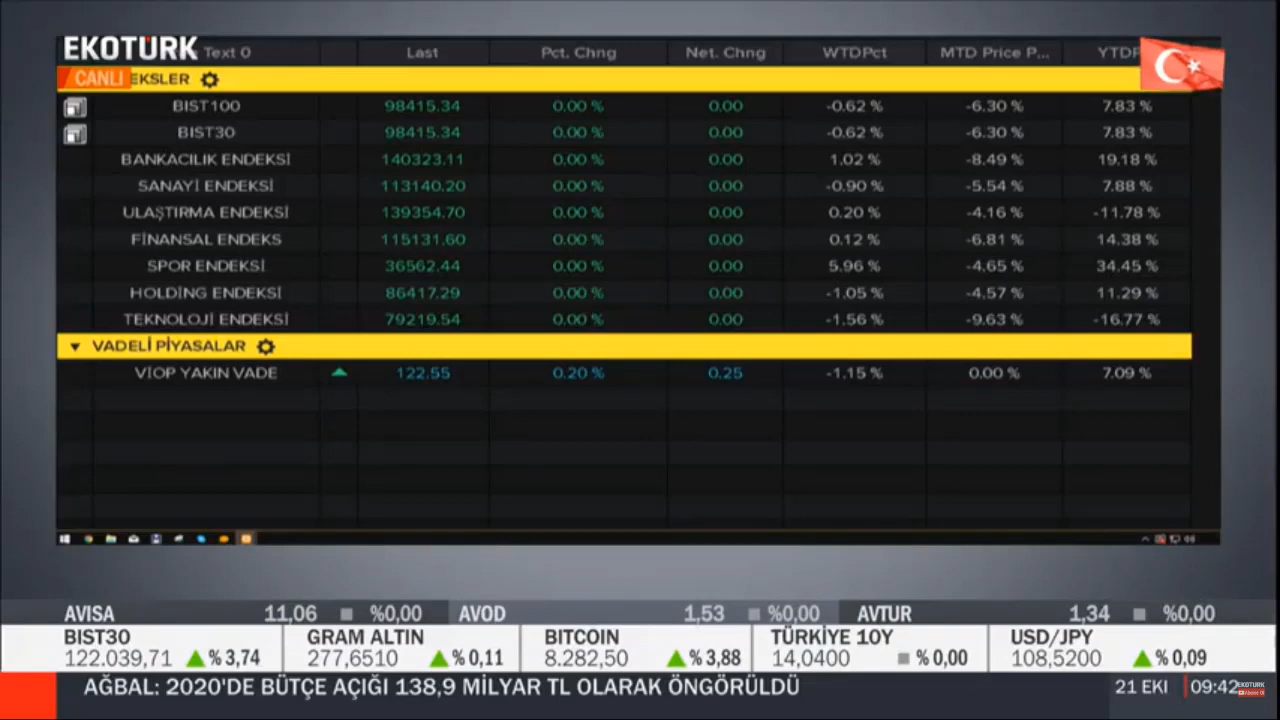 EKOTÜRK Text 0 Last Pct. Chng Net. Chng WTDPct MTD Price P... YTDP
CANLI EKSLER
BIST100 98415.34 0.00 % 0.00 -0.62 % -6.30 % 7.83 %
BIST30 98415.34 0.00 % 0.00 -0.62 % -6.30 % 7.83 %
BANKACILIK ENDEKSİ 140323.11 0.00 % 0.00 1.02 % -8.49 % 19.18 %
SANAYİ ENDEKSİ 113140.20 0.00 % 0.00 -0.90 % -5.54 % 7.88 %
ULAŞTIRMA ENDEKSİ 139354.70 0.00 % 0.00 0.20 % -4.16 % -11.78 %
FİNANSAL ENDEKS 115131.60 0.00 % 0.00 0.12 % -6.81 % 14.38 %
SPOR ENDEKSİ 36562.44 0.00 % 0.00 5.96 % -4.65 % 34.45 %
HOLDİNG ENDEKSİ 86417.29 0.00 % 0.00 -1.05 % -4.57 % 11.29 %
TEKNOLOJİ ENDEKSİ 79219.54 0.00 % 0.00 -1.56 % -9.63 % -16.77 %
VADELİ PİYASALAR
VİOP YAKIN VADE 122.55 0.20 % 0.25 -1.15 % 0.00 % 7.09 %
AVISA 11,06 %0,00 AVOD 1,53 %0,00 AVTUR 1,34 %0,00
BIST30 GRAM ALTIN BITCOIN TÜRKİYE 10Y USD/JPY
122.039,71 % 3,74 277,6510 % 0,11 8.282,50 % 3,88 14,0400 % 0,00 108,5200 % 0,09
AĞBAL: 2020'DE BÜTÇE AÇIĞI 138,9 MİLYAR TL OLARAK ÖNGÖRÜLDÜ 21 EKI 09:42 EKOTÜRK
Abone Ol